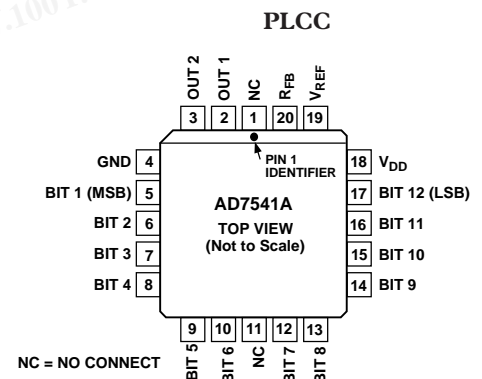 PLCC
OUT 2
OUT 1
NC
RFB
VREF
3 2 1 20 19
PIN 1
IDENTIFIER
GND 4
BIT 1 (MSB) 5
BIT 2 6
BIT 3 7
BIT 4 8
AD7541A
TOP VIEW
(Not to Scale)
18 VDD
17 BIT 12 (LSB)
16 BIT 11
15 BIT 10
14 BIT 9
9 10 11 12 13
BIT 5
BIT 6
NC
BIT 7
BIT 8
NC = NO CONNECT